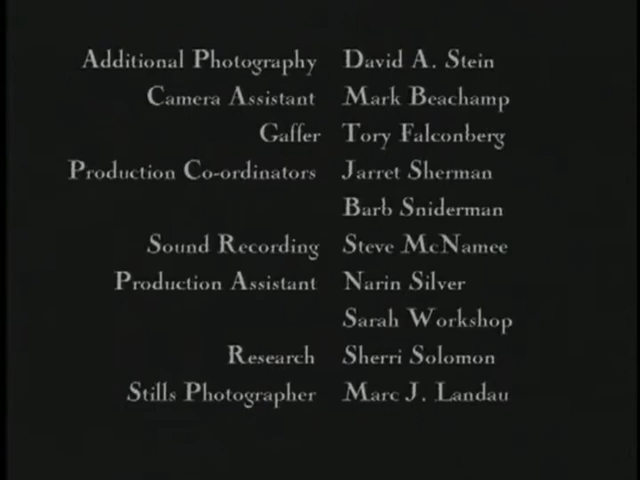 Additional Photography David A. Stein
Camera Assistant Mark Beachamp
Gaffer Tory Falconberg
Production Co-ordinators Jarret Sherman
Barb Sniderman
Sound Recording Steve McNamee
Production Assistant Narin Silver
Sarah Workshop
Research Sherri Solomon
Stills Photographer Marc J. Landau